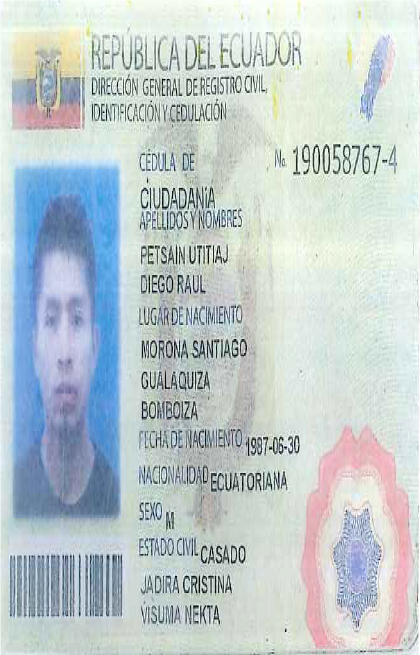 REPÚBLICA DEL ECUADOR
DIRECCIÓN GENERAL DE REGISTRO CIVIL,
IDENTIFICACIÓN Y CEDULACIÓN
CÉDULA DE No. 190058767-4
CIUDADANÍA
APELLIDOS Y NOMBRES
PETSAIN UTITIAJ
DIEGO RAUL
LUGAR DE NACIMIENTO
MORONA SANTIAGO
GUALAQUIZA
BOMBOIZA
FECHA DE NACIMIENTO 1987-06-30
NACIONALIDAD ECUATORIANA
SEXO M
ESTADO CIVIL CASADO
JADIRA CRISTINA
VISUMA NEKTA